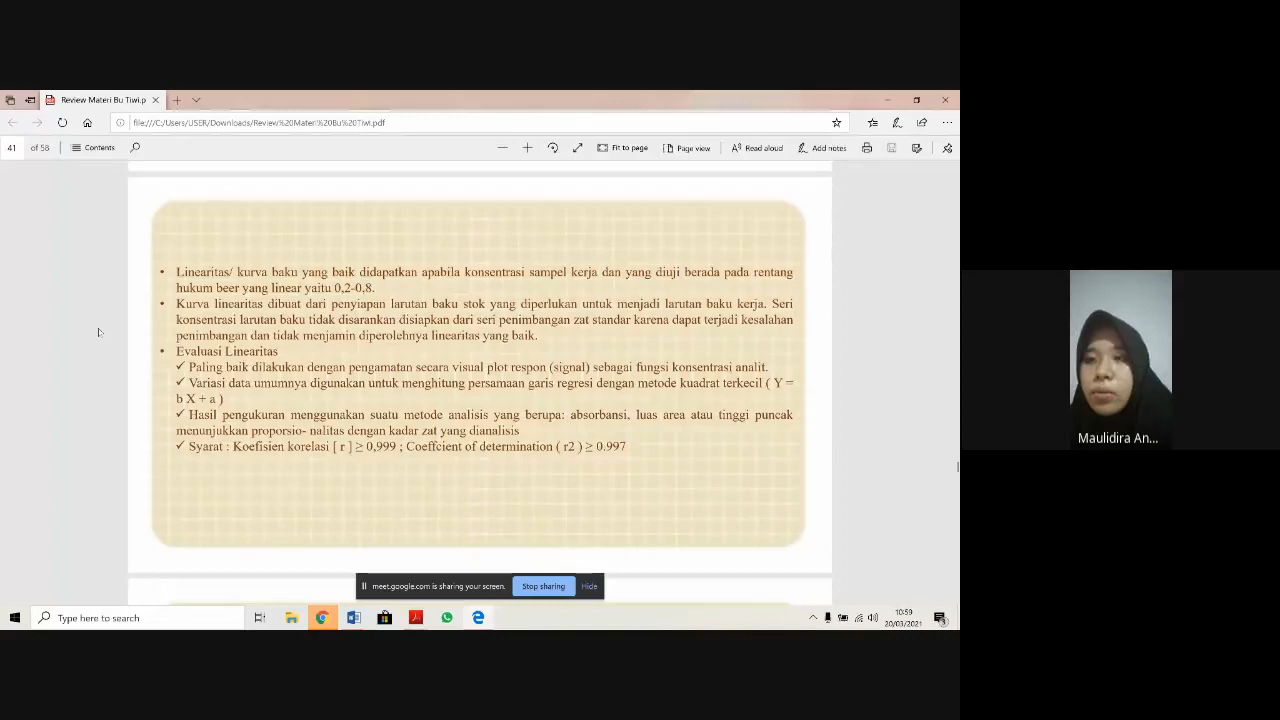 Review Materi Bu Tiwi.p
file:///C:/Users/USER/Downloads/Review%20Materi%20Bu%20Tiwi.pdf
41 of 58 Contents Fit to page Page view Read aloud Add notes
• Linearitas/ kurva baku yang baik didapatkan apabila konsentrasi sampel kerja dan yang diuji berada pada rentang
hukum beer yang linear yaitu 0,2-0,8.
• Kurva linearitas dibuat dari penyiapan larutan baku stok yang diperlukan untuk menjadi larutan baku kerja. Seri
konsentrasi larutan baku tidak disarankan disiapkan dari seri penimbangan zat standar karena dapat terjadi kesalahan
penimbangan dan tidak menjamin diperolehnya linearitas yang baik.
• Evaluasi Linearitas
✓ Paling baik dilakukan dengan pengamatan secara visual plot respon (signal) sebagai fungsi konsentrasi analit.
✓ Variasi data umumnya digunakan untuk menghitung persamaan garis regresi dengan metode kuadrat terkecil ( Y =
b X + a )
✓ Hasil pengukuran menggunakan suatu metode analisis yang berupa: absorbansi, luas area atau tinggi puncak
menunjukkan proporsio- nalitas dengan kadar zat yang dianalisis
✓ Syarat : Koefisien korelasi [ r ] ≥ 0,999 ; Coeffcient of determination ( r2 ) ≥ 0.997
Maulidira An...
meet.google.com is sharing your screen. Stop sharing Hide
Type here to search
10:59
20/03/2021